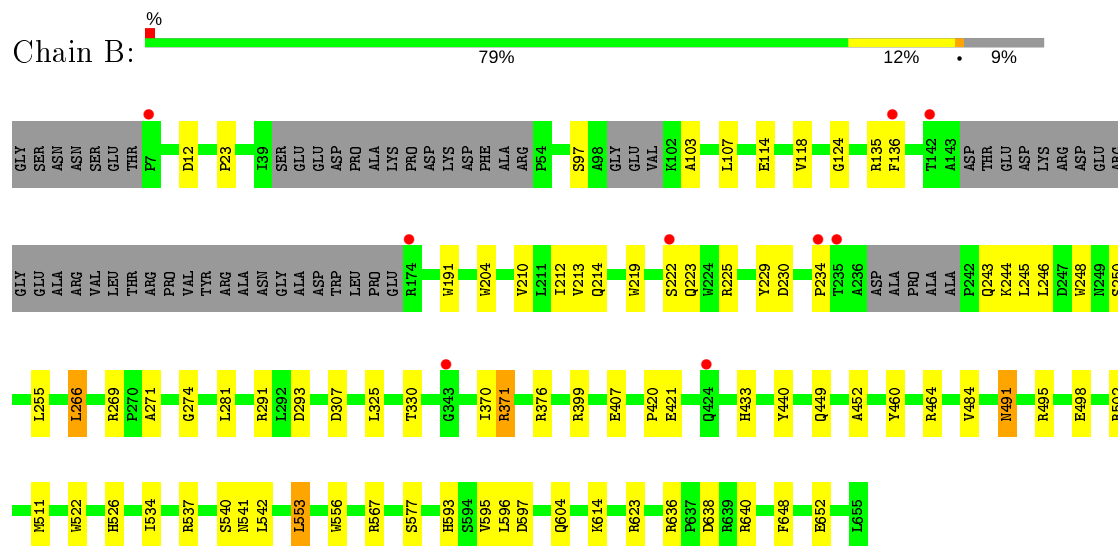 %
Chain B:
79% 12% • 9%
GLY SER ASN ASN SER GLU THR P7 D12 P23 I39 SER GLU GLU ASP PRO ALA LYS PRO ASP LYS ASP PHE ALA ARG P54 S97 A98 GLY GLU VAL K102 A103 L107 E114 V118 G124 R135 F136 T142 A143 ASP THR GLU ASP LYS ARG ASP GLU
GLY GLU ALA ARG VAL LEU THR ARG PRO VAL TYR ARG ALA ASN GLY ALA ASP TRP LEU PRO GLU R174 W191 W204 V210 L211 I212 V213 Q214 W219 S222 Q223 W224 R225 Y229 D230 P234 T235 A236 ASP ALA PRO ALA ALA P242 Q243 K244 L245 L246 D247 W248 N249 S250
L255 L266 R269 P270 A271 G274 L281 R291 L292 D293 D307 L325 T330 G343 I370 R371 R376 R399 E407 P420 E421 Q424 H433 Y440 Q449 A452 Y460 R464 V484 N491 R495 E498
M511 W522 H526 I534 R537 S540 N541 L542 L553 W556 R567 S577 H593 S594 V595 L596 D597 Q604 K614 R623 R636 P637 D638 R639 R640 F648 E652 L655